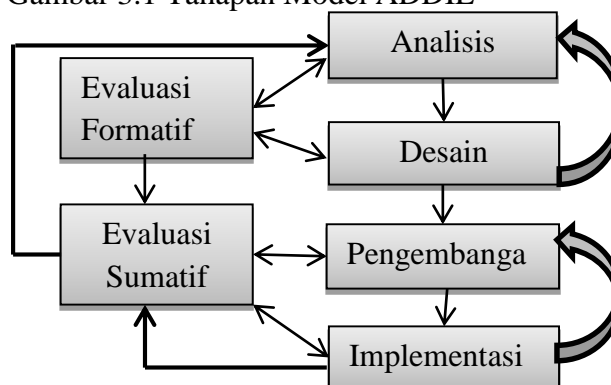 Gambar 3.1 Tahapan Model ADDIE
Analisis
Evaluasi
Formatif
Desain
Evaluasi
Sumatif
Pengembanga
Implementasi